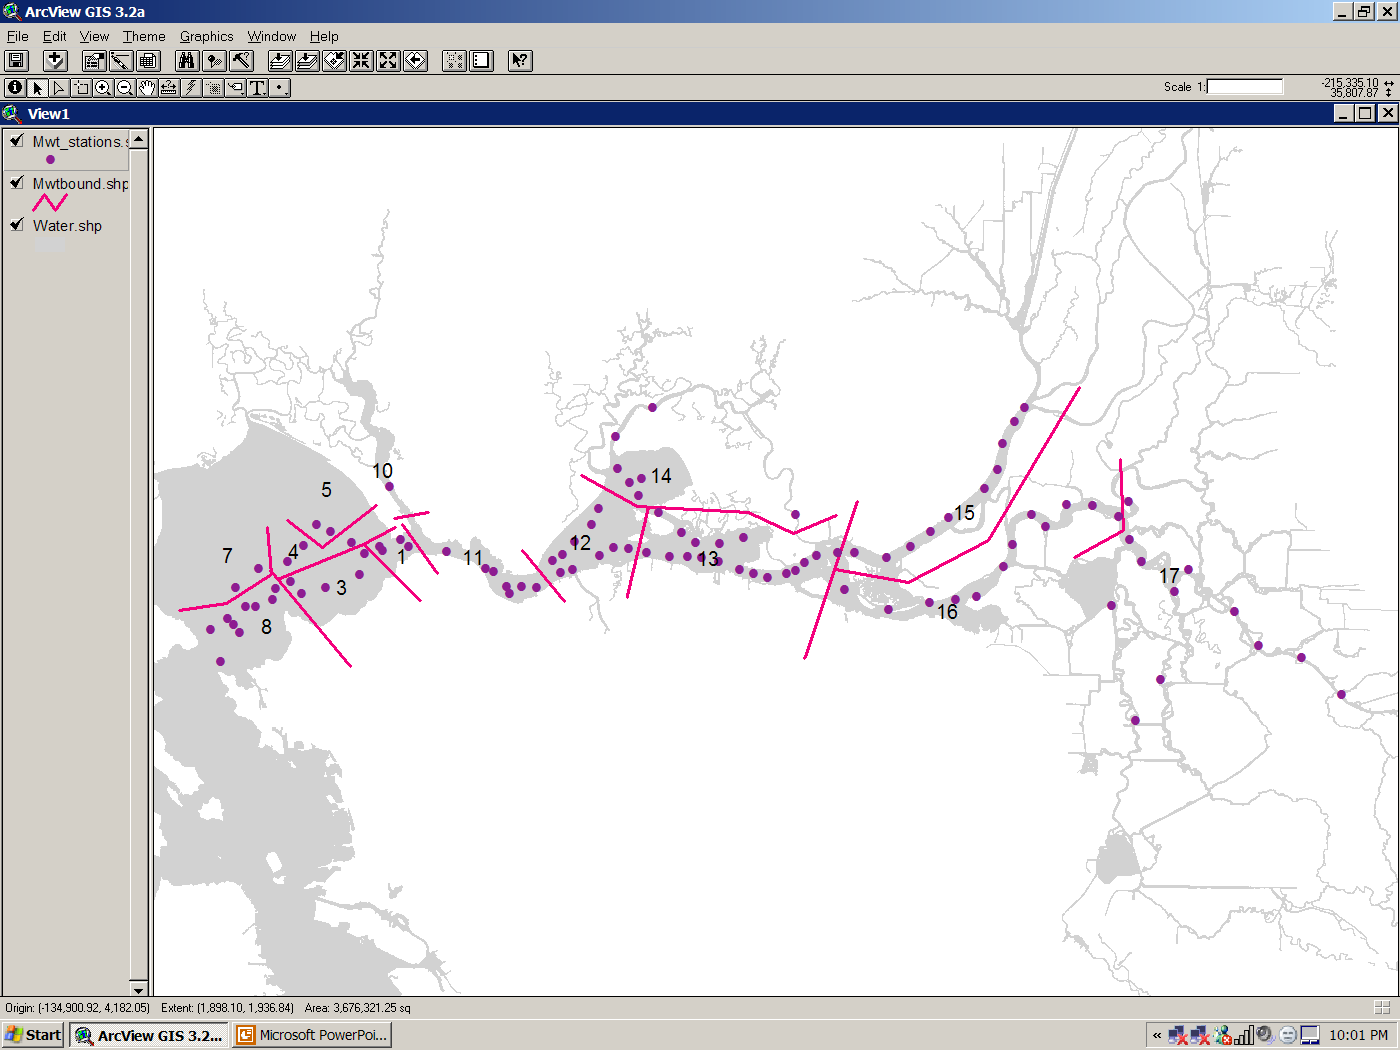 ArcView GIS 3.2a
File Edit View Theme Graphics Window Help
Scale 1:
-215,335.10
35,807.87
View1
Mwt_stations.s
Mwtbound.shp
Water.shp
10
5
14
15
7
4
1
11
12
13
3
17
8
16
Origin: (-134,900.92, 4,182.05) Extent: (1,898.10, 1,936.84) Area: 3,676,321.25 sq
Start ArcView GIS 3.2... Microsoft PowerPoi... « 10:01 PM